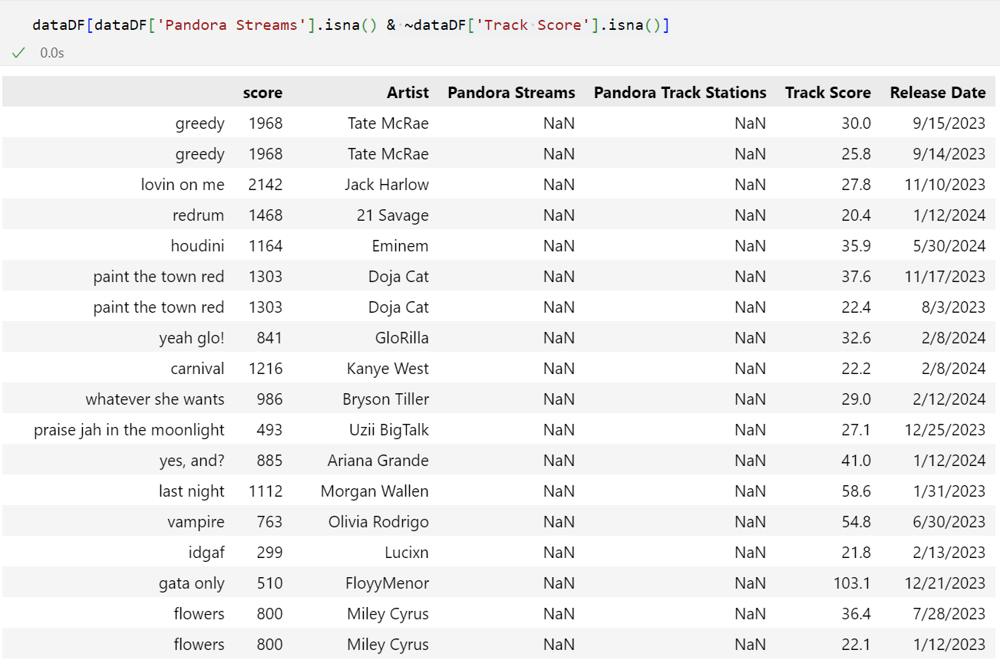 dataDF[dataDF['Pandora Streams'].isna() & ~dataDF['Track Score'].isna()]
0.0s
score Artist Pandora Streams Pandora Track Stations Track Score Release Date
greedy 1968 Tate McRae NaN NaN 30.0 9/15/2023
greedy 1968 Tate McRae NaN NaN 25.8 9/14/2023
lovin on me 2142 Jack Harlow NaN NaN 27.8 11/10/2023
redrum 1468 21 Savage NaN NaN 20.4 1/12/2024
houdini 1164 Eminem NaN NaN 35.9 5/30/2024
paint the town red 1303 Doja Cat NaN NaN 37.6 11/17/2023
paint the town red 1303 Doja Cat NaN NaN 22.4 8/3/2023
yeah glo! 841 GloRilla NaN NaN 32.6 2/8/2024
carnival 1216 Kanye West NaN NaN 22.2 2/8/2024
whatever she wants 986 Bryson Tiller NaN NaN 29.0 2/12/2024
praise jah in the moonlight 493 Uzii BigTalk NaN NaN 27.1 12/25/2023
yes, and? 885 Ariana Grande NaN NaN 41.0 1/12/2024
last night 1112 Morgan Wallen NaN NaN 58.6 1/31/2023
vampire 763 Olivia Rodrigo NaN NaN 54.8 6/30/2023
idgaf 299 Lucixn NaN NaN 21.8 2/13/2023
gata only 510 FloyyMenor NaN NaN 103.1 12/21/2023
flowers 800 Miley Cyrus NaN NaN 36.4 7/28/2023
flowers 800 Miley Cyrus NaN NaN 22.1 1/12/2023